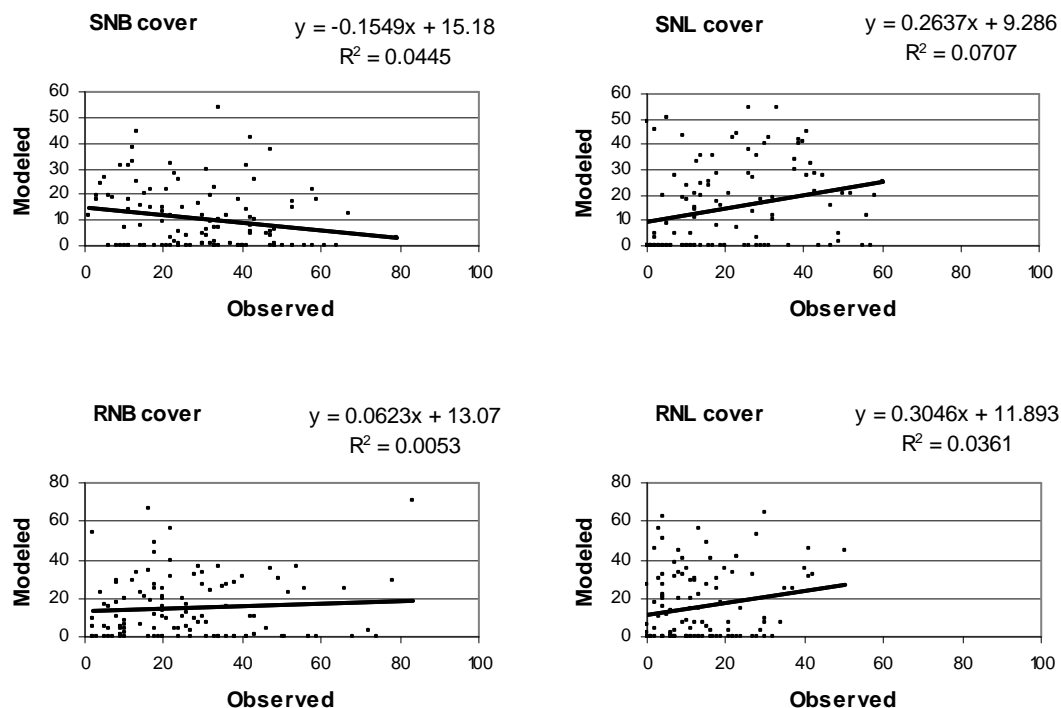 SNB cover
y = -0.1549x + 15.18
R² = 0.0445
Modeled
60
50
40
30
20
10
0
0 20 40 60 80 100
Observed
SNL cover
y = 0.2637x + 9.286
R² = 0.0707
Modeled
60
50
40
30
20
10
0
0 20 40 60 80 100
Observed
RNB cover
y = 0.0623x + 13.07
R² = 0.0053
Modeled
80
60
40
20
0
0 20 40 60 80 100
Observed
RNL cover
y = 0.3046x + 11.893
R² = 0.0361
Modeled
80
60
40
20
0
0 20 40 60 80 100
Observed